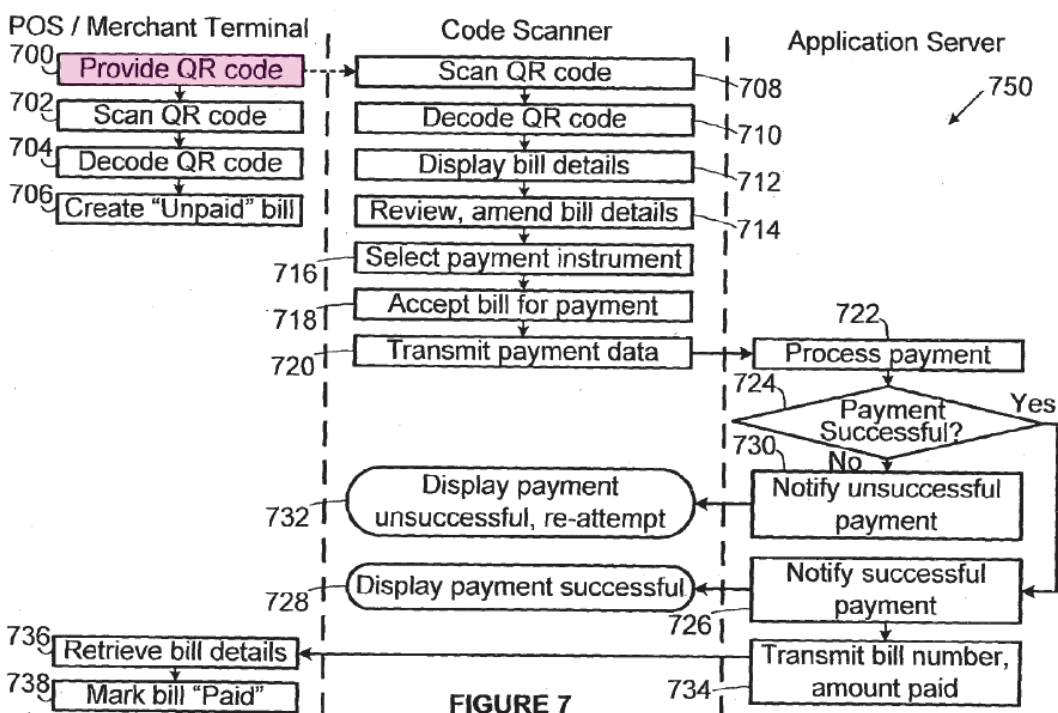 POS / Merchant Terminal
Code Scanner
Application Server
700
Provide QR code
Scan QR code
708
750
702
Scan QR code
Decode QR code
710
704
Decode QR code
Display bill details
712
706
Create “Unpaid” bill
Review, amend bill details
714
716
Select payment instrument
718
Accept bill for payment
722
720
Transmit payment data
Process payment
724
Payment
Successful?
Yes
No
730
Notify unsuccessful
payment
732
Display payment
unsuccessful, re-attempt
728
Display payment successful
Notify successful
payment
726
736
Retrieve bill details
Transmit bill number,
amount paid
734
738
Mark bill “Paid”
FIGURE 7